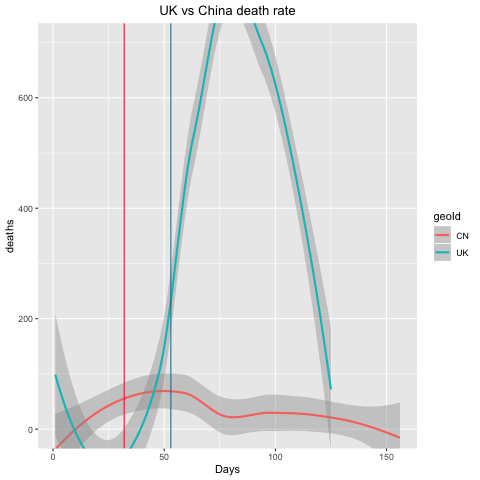 UK vs China death rate
deaths
600
400
200
0
0 50 100 150
Days
geoId
CN
UK